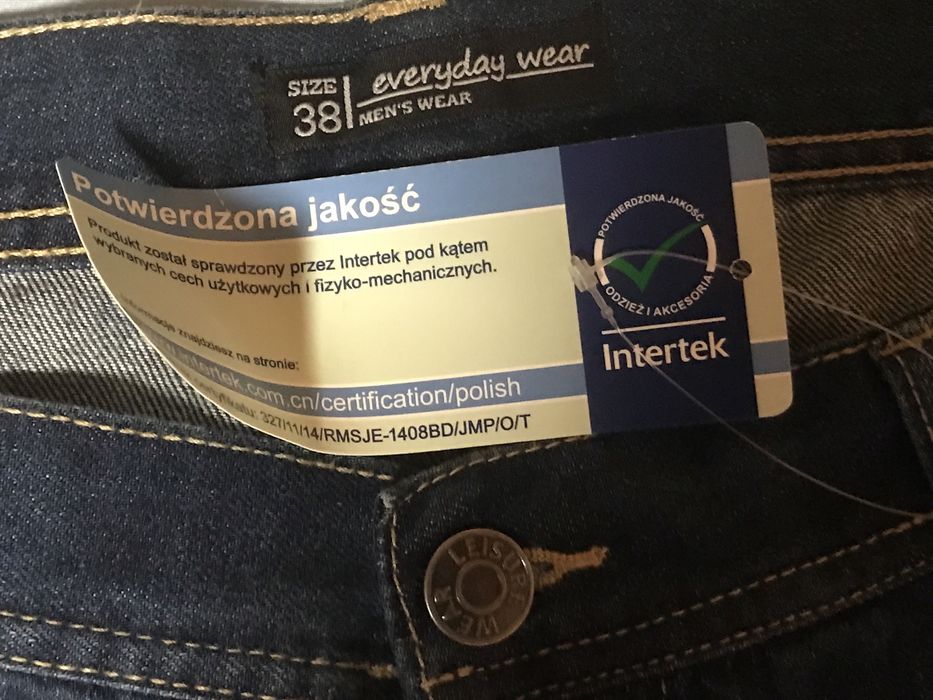 SIZE
38
everyday wear
MEN'S WEAR
Potwierdzona jakość
Produkt został sprawdzony przez Intertek pod kątem
wybranych cech użytkowych i fizyko-mechanicznych.
znajdziesz na stronie:
www.intertek.com.cn/certification/polish
327/11/14/RMSJE-1408BD/JMP/O/T
POTWIERDZONA JAKOŚĆ
ODZIEŻ I AKCESORIA
Intertek
LEISURE
WEAR